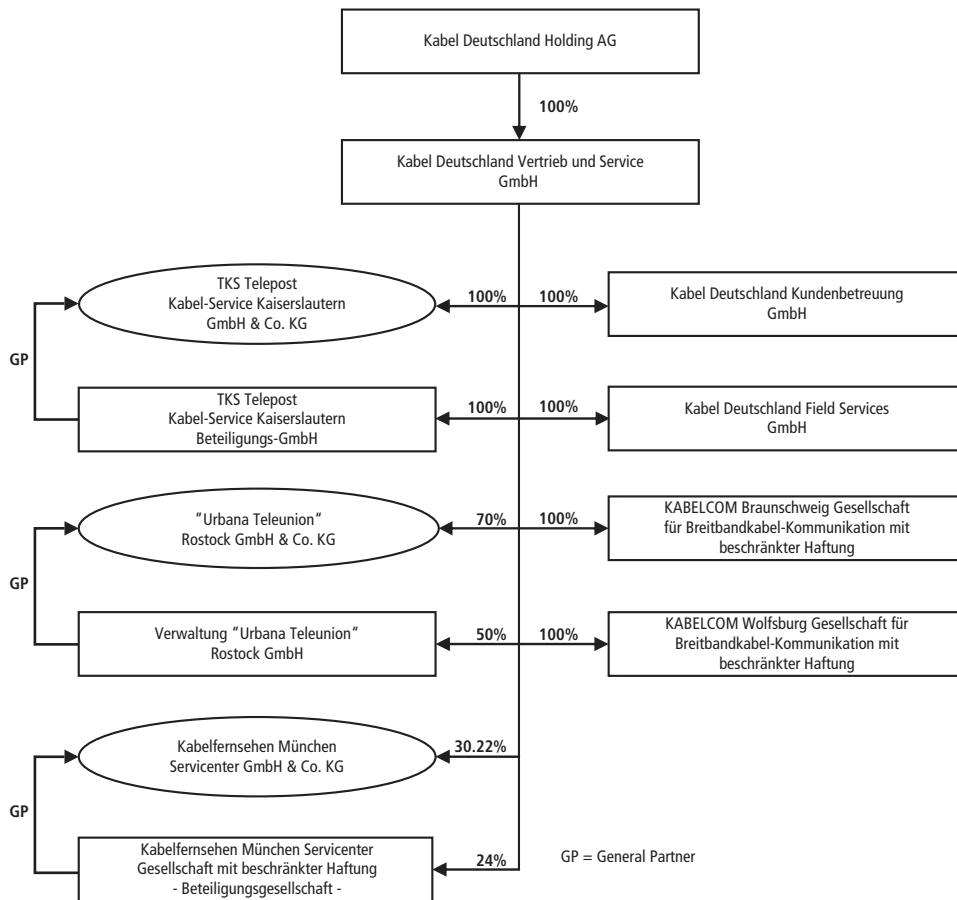 Kabel Deutschland Holding AG
100%
Kabel Deutschland Vertrieb und Service
GmbH
TKS Telepost
Kabel-Service Kaiserslautern
GmbH & Co. KG
100%
100%
Kabel Deutschland Kundenbetreuung
GmbH
GP
TKS Telepost
Kabel-Service Kaiserslautern
Beteiligungs-GmbH
100%
100%
Kabel Deutschland Field Services
GmbH
“Urbana Teleunion“
Rostock GmbH & Co. KG
70%
100%
KABELCOM Braunschweig Gesellschaft
für Breitbandkabel-Kommunikation mit
beschränkter Haftung
GP
Verwaltung “Urbana Teleunion“
Rostock GmbH
50%
100%
KABELCOM Wolfsburg Gesellschaft für
Breitbandkabel-Kommunikation mit
beschränkter Haftung
Kabelfernsehen München
Servicenter GmbH & Co. KG
30.22%
GP
Kabelfernsehen München Servicenter
Gesellschaft mit beschränkter Haftung
- Beteiligungsgesellschaft -
24%
GP = General Partner